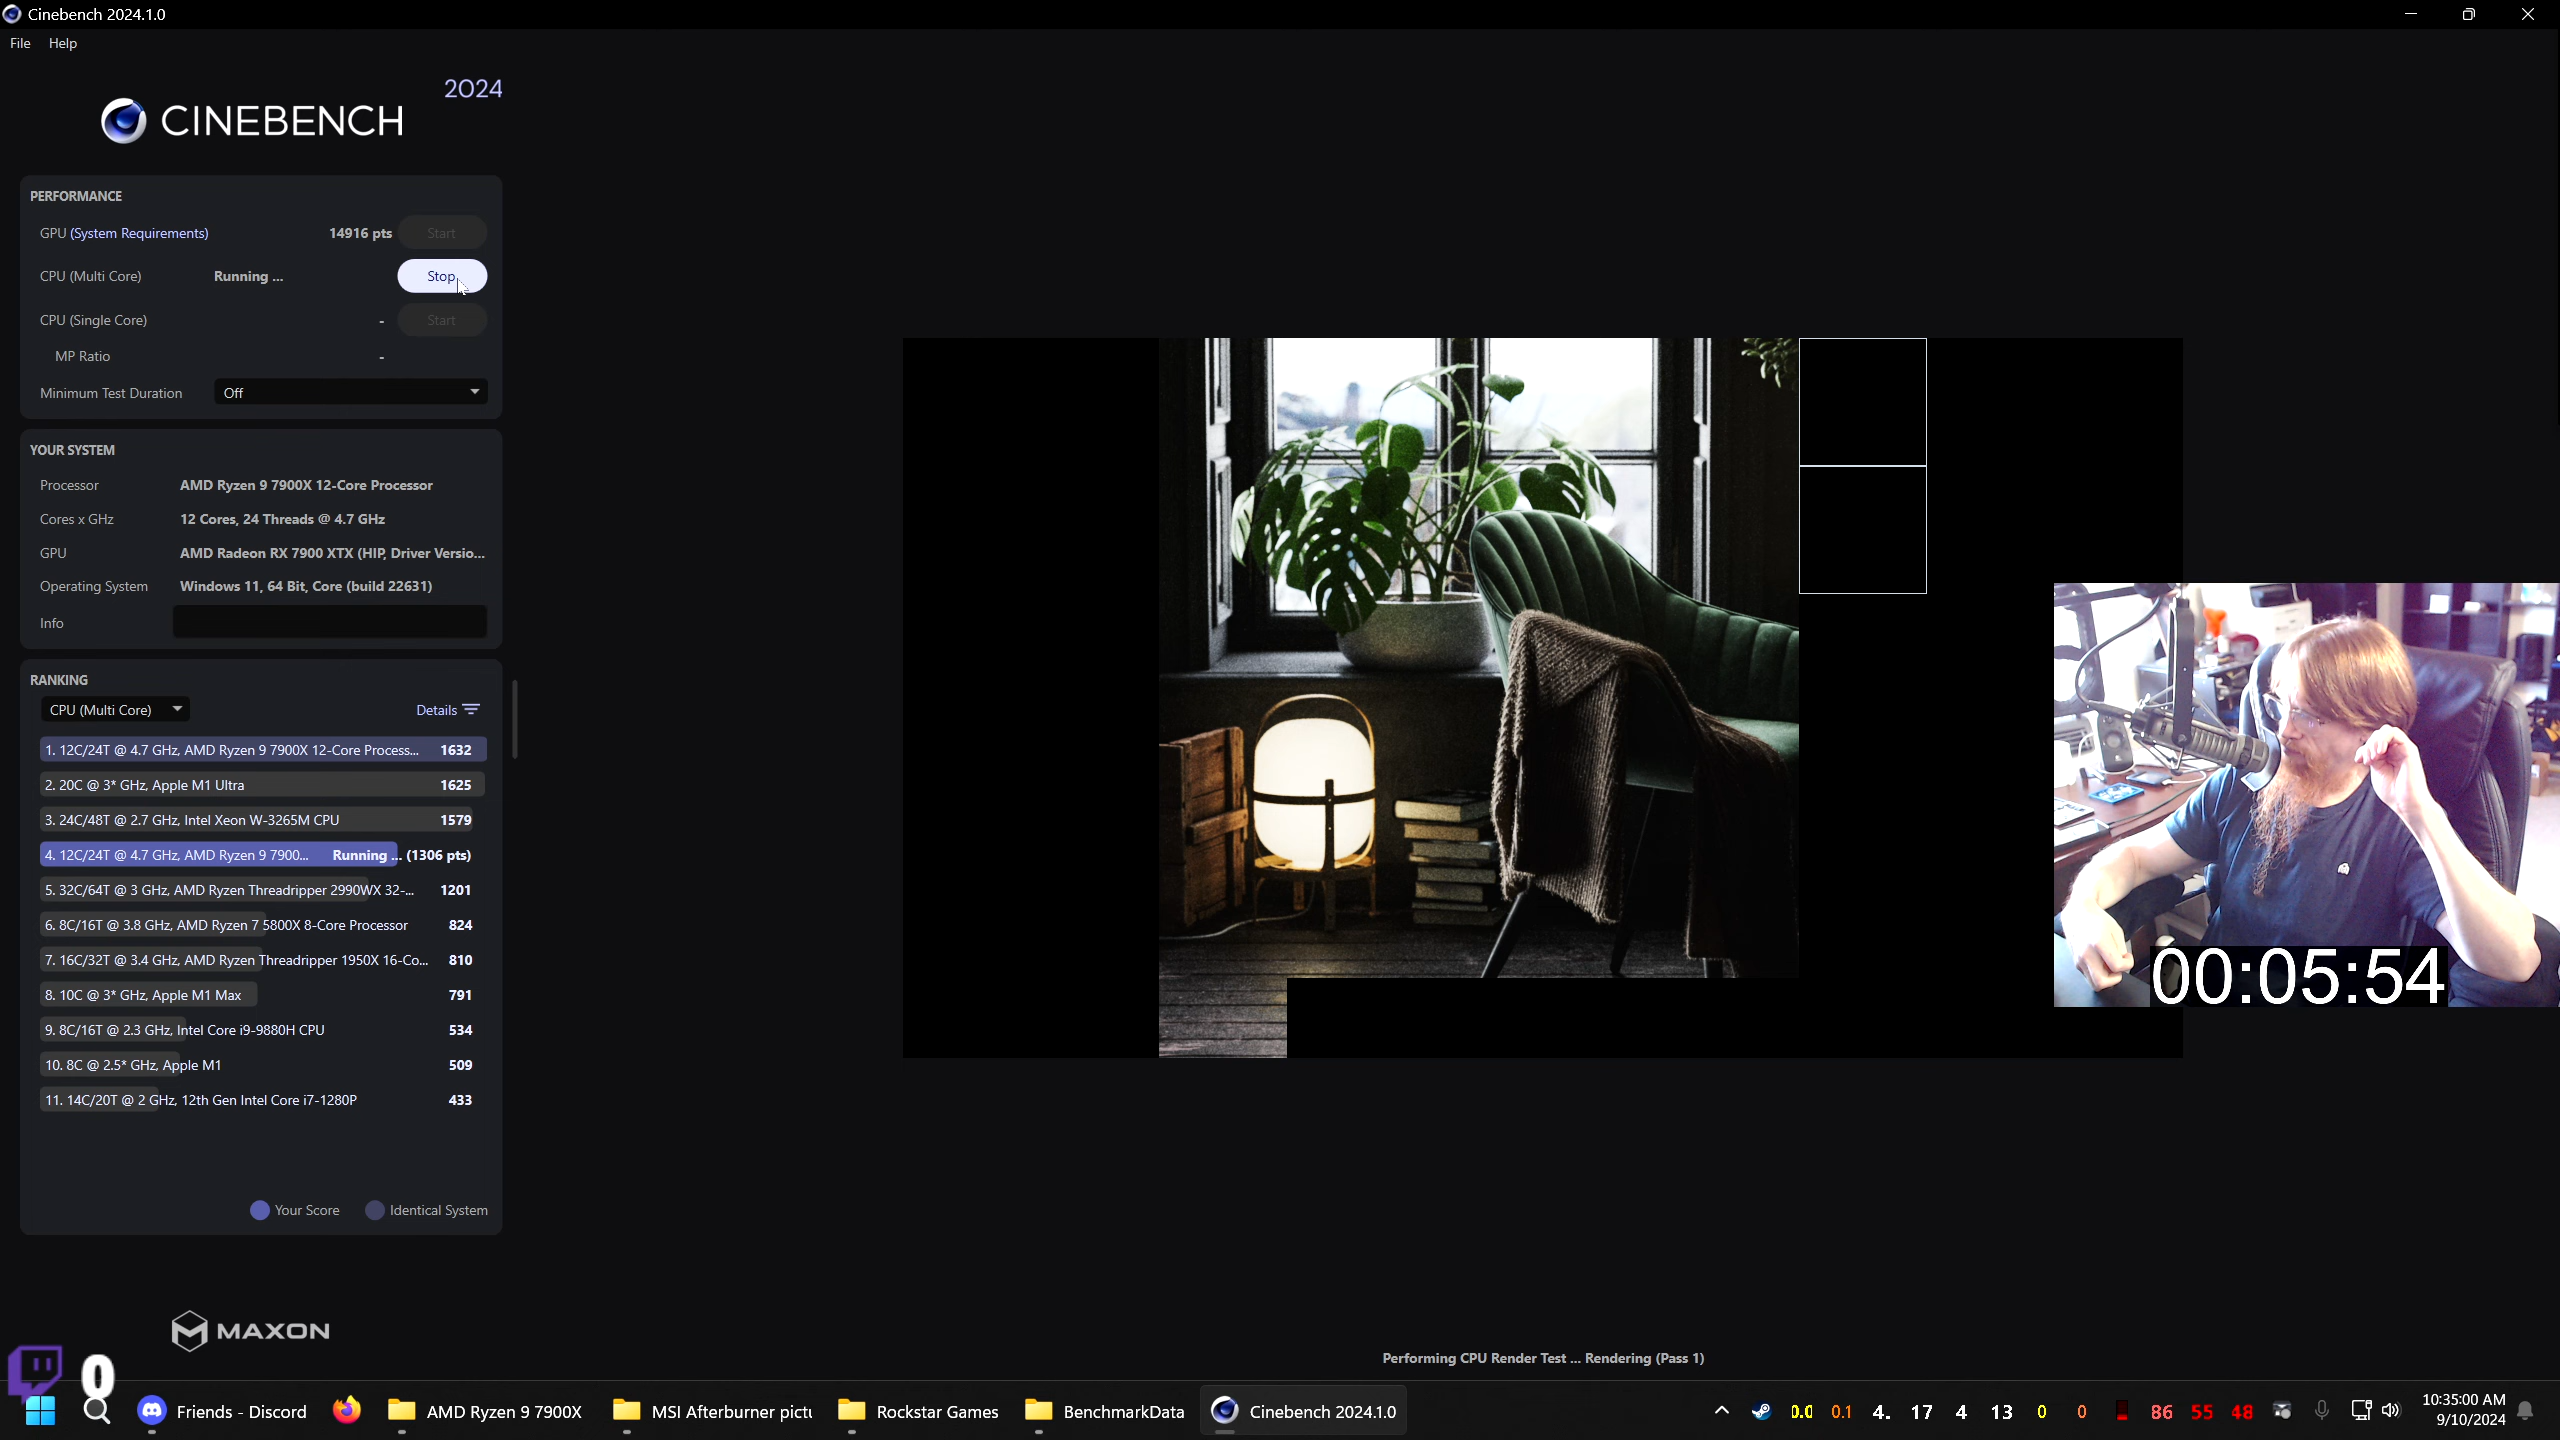 Cinebench 2024.1.0
File Help
2024
CINEBENCH
PERFORMANCE
GPU (System Requirements) 14916 pts Start
CPU (Multi Core) Running ... Stop
CPU (Single Core) - Start
MP Ratio -
Minimum Test Duration Off
YOUR SYSTEM
Processor AMD Ryzen 9 7900X 12-Core Processor
Cores x GHz 12 Cores, 24 Threads @ 4.7 GHz
GPU AMD Radeon RX 7900 XTX (HIP, Driver Versio...
Operating System Windows 11, 64 Bit, Core (build 22631)
Info
RANKING
CPU (Multi Core) Details
1. 12C/24T @ 4.7 GHz, AMD Ryzen 9 7900X 12-Core Process... 1632
2. 20C @ 3* GHz, Apple M1 Ultra 1625
3. 24C/48T @ 2.7 GHz, Intel Xeon W-3265M CPU 1579
4. 12C/24T @ 4.7 GHz, AMD Ryzen 9 7900... Running ... (1306 pts)
5. 32C/64T @ 3 GHz, AMD Ryzen Threadripper 2990WX 32-... 1201
6. 8C/16T @ 3.8 GHz, AMD Ryzen 7 5800X 8-Core Processor 824
7. 16C/32T @ 3.4 GHz, AMD Ryzen Threadripper 1950X 16-Co... 810
8. 10C @ 3* GHz, Apple M1 Max 791
9. 8C/16T @ 2.3 GHz, Intel Core i9-9880H CPU 534
10. 8C @ 2.5* GHz, Apple M1 509
11. 14C/20T @ 2 GHz, 12th Gen Intel Core i7-1280P 433
Your Score Identical System
00:05:54
MAXON
Performing CPU Render Test ... Rendering (Pass 1)
0
Friends - Discord AMD Ryzen 9 7900X MSI Afterburner pictu Rockstar Games BenchmarkData Cinebench 2024.1.0 0.0 0.1 4. 17 4 13 0 0 86 55 48 10:35:00 AM
9/10/2024